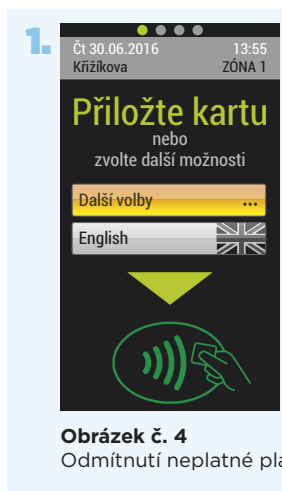 1.
Čt 30.06.2016 13:55
Křižíkova ZÓNA 1
Přiložte kartu
nebo
zvolte další možnosti
Další volby ...
English
Obrázek č. 4
Odmítnutí neplatné